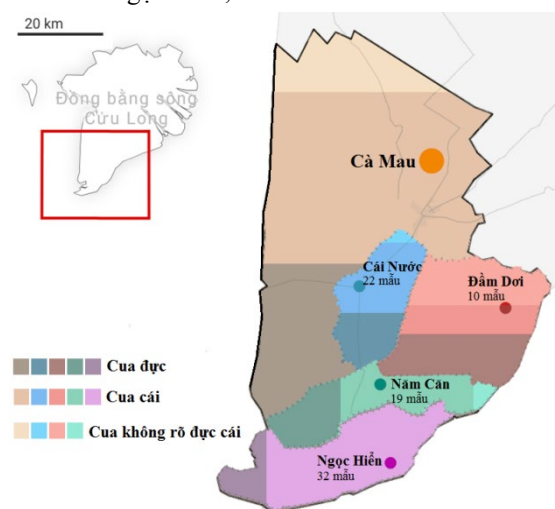 20 km
Đồng bằng sông
Cửu Long
Cà Mau
Cái Nước
22 mẫu
Đầm Dơi
10 mẫu
Cua đực
Cua cái
Cua không rõ đực cái
Năm Căn
19 mẫu
Ngọc Hiển
32 mẫu